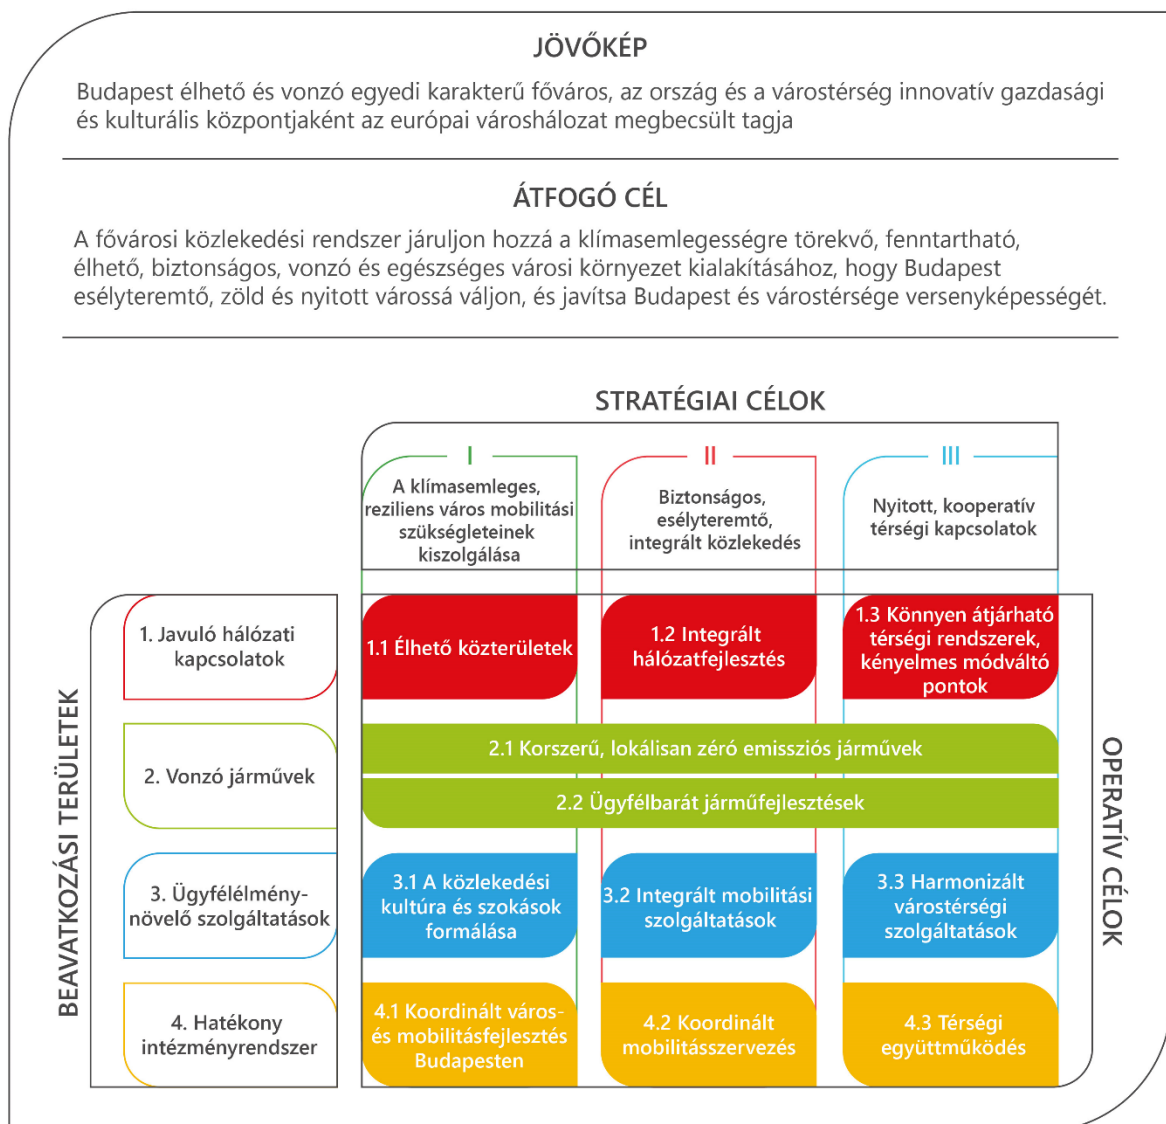 JÖVŐKÉP
Budapest élhető és vonzó egyedi karakterű főváros, az ország és a várostérség innovatív gazdasági
és kulturális központjaként az európai városhálózat megbecsült tagja
ÁTFOGÓ CÉL
A fővárosi közlekedési rendszer járuljon hozzá a klímasemlegességre törekvő, fenntartható,
élhető, biztonságos, vonzó és egészséges városi környezet kialakításához, hogy Budapest
esélyteremtő, zöld és nyitott várossá váljon, és javítsa Budapest és várostérsége versenyképességét.
STRATÉGIAI CÉLOK
I
A klímasemleges,
reziliens város mobilitási
szükségleteinek
kiszolgálása
II
Biztonságos,
esélyteremtő,
integrált közlekedés
III
Nyitott, kooperatív
térségi kapcsolatok
BEAVATKOZÁSI TERÜLETEK
OPERATÍV CÉLOK
1. Javuló hálózati
kapcsolatok
1.1 Élhető közterületek
1.2 Integrált
hálózatfejlesztés
1.3 Könnyen átjárható
térségi rendszerek,
kényelmes módváltó
pontok
2. Vonzó járművek
2.1 Korszerű, lokálisan zéró emissziós járművek
2.2 Ügyfélbarát járműfejlesztések
3. Ügyfélélmény-
növelő szolgáltatások
3.1 A közlekedési
kultúra és szokások
formálása
3.2 Integrált mobilitási
szolgáltatások
3.3 Harmonizált
várostérségi
szolgáltatások
4. Hatékony
intézményrendszer
4.1 Koordinált város-
és mobilitásfejlesztés
Budapesten
4.2 Koordinált
mobilitásszervezés
4.3 Térségi
együttműködés